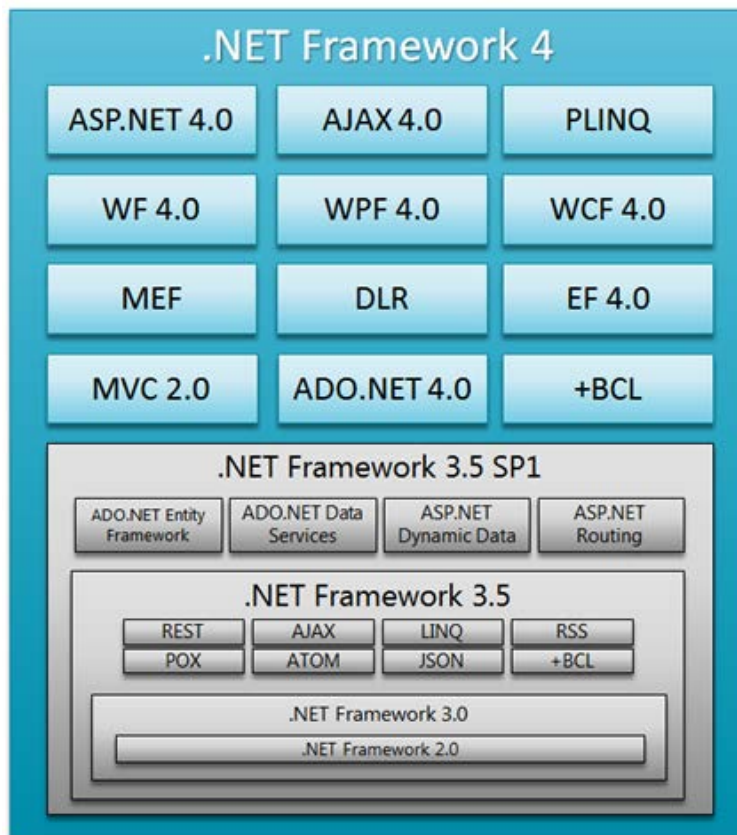 .NET Framework 4
ASP.NET 4.0
AJAX 4.0
PLINQ
WF 4.0
WPF 4.0
WCF 4.0
MEF
DLR
EF 4.0
MVC 2.0
ADO.NET 4.0
+BCL
.NET Framework 3.5 SP1
ADO.NET Entity
Framework
ADO.NET Data
Services
ASP.NET
Dynamic Data
ASP.NET
Routing
.NET Framework 3.5
REST
AJAX
LINQ
RSS
POX
ATOM
JSON
+BCL
.NET Framework 3.0
.NET Framework 2.0